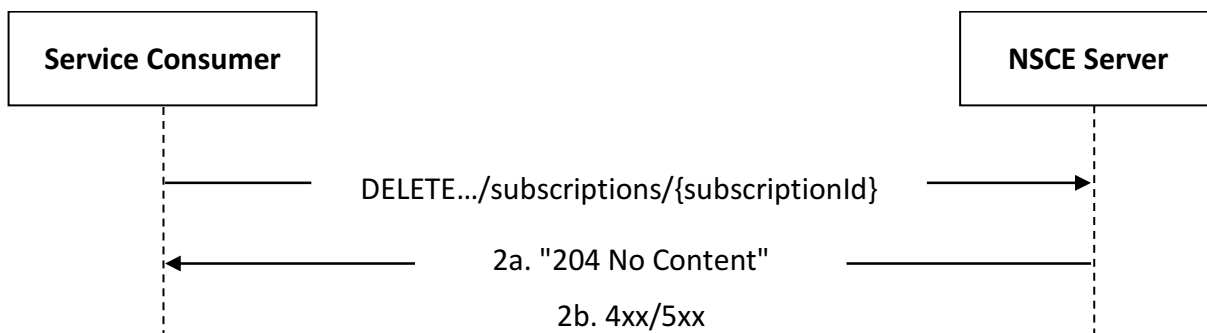 Service Consumer
NSCE Server
DELETE.../subscriptions/{subscriptionId}
2a. "204 No Content"
2b. 4xx/5xx